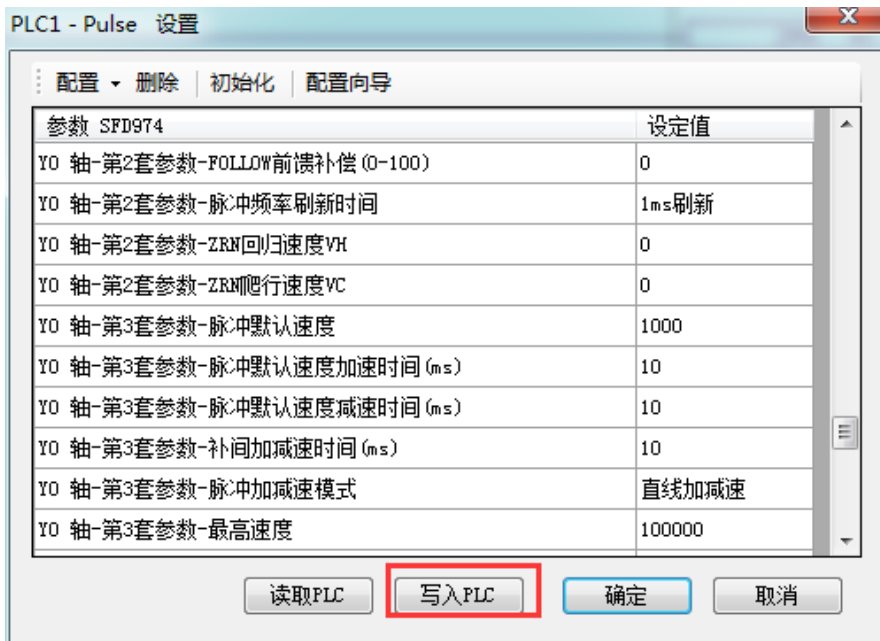 PLC1 - Pulse 设置
配置 删除 初始化 配置向导
参数 SFD974 设定值
Y0 轴-第2套参数-FOLLOW前馈补偿(0-100) 0
Y0 轴-第2套参数-脉冲频率刷新时间 1ms刷新
Y0 轴-第2套参数-ZRN回归速度VH 0
Y0 轴-第2套参数-ZRN爬行速度VC 0
Y0 轴-第3套参数-脉冲默认速度 1000
Y0 轴-第3套参数-脉冲默认速度加速时间(ms) 10
Y0 轴-第3套参数-脉冲默认速度减速时间(ms) 10
Y0 轴-第3套参数-补间加减速时间(ms) 10
Y0 轴-第3套参数-脉冲加减速模式 直线加减速
Y0 轴-第3套参数-最高速度 100000
读取PLC 写入PLC 确定 取消